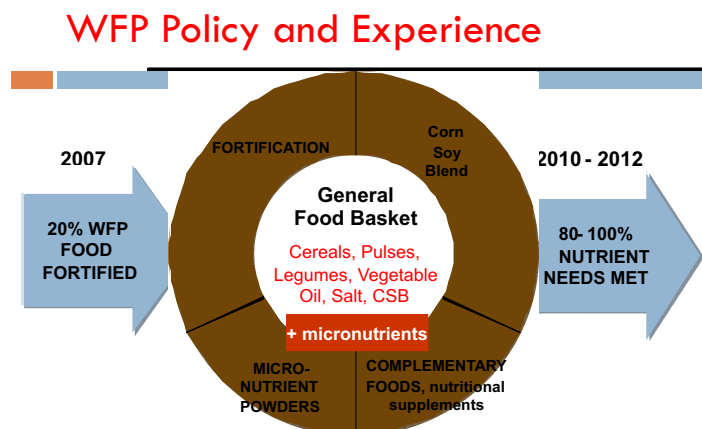 WFP Policy and Experience
2007
20% WFP
FOOD
FORTIFIED
FORTIFICATION
Corn
Soy
Blend
General
Food Basket
Cereals, Pulses,
Legumes, Vegetable
Oil, Salt, CSB
+ micronutrients
MICRO-
NUTRIENT
POWDERS
COMPLEMENTARY
FOODS, nutritional
supplements
2010 - 2012
80- 100%
NUTRIENT
NEEDS MET